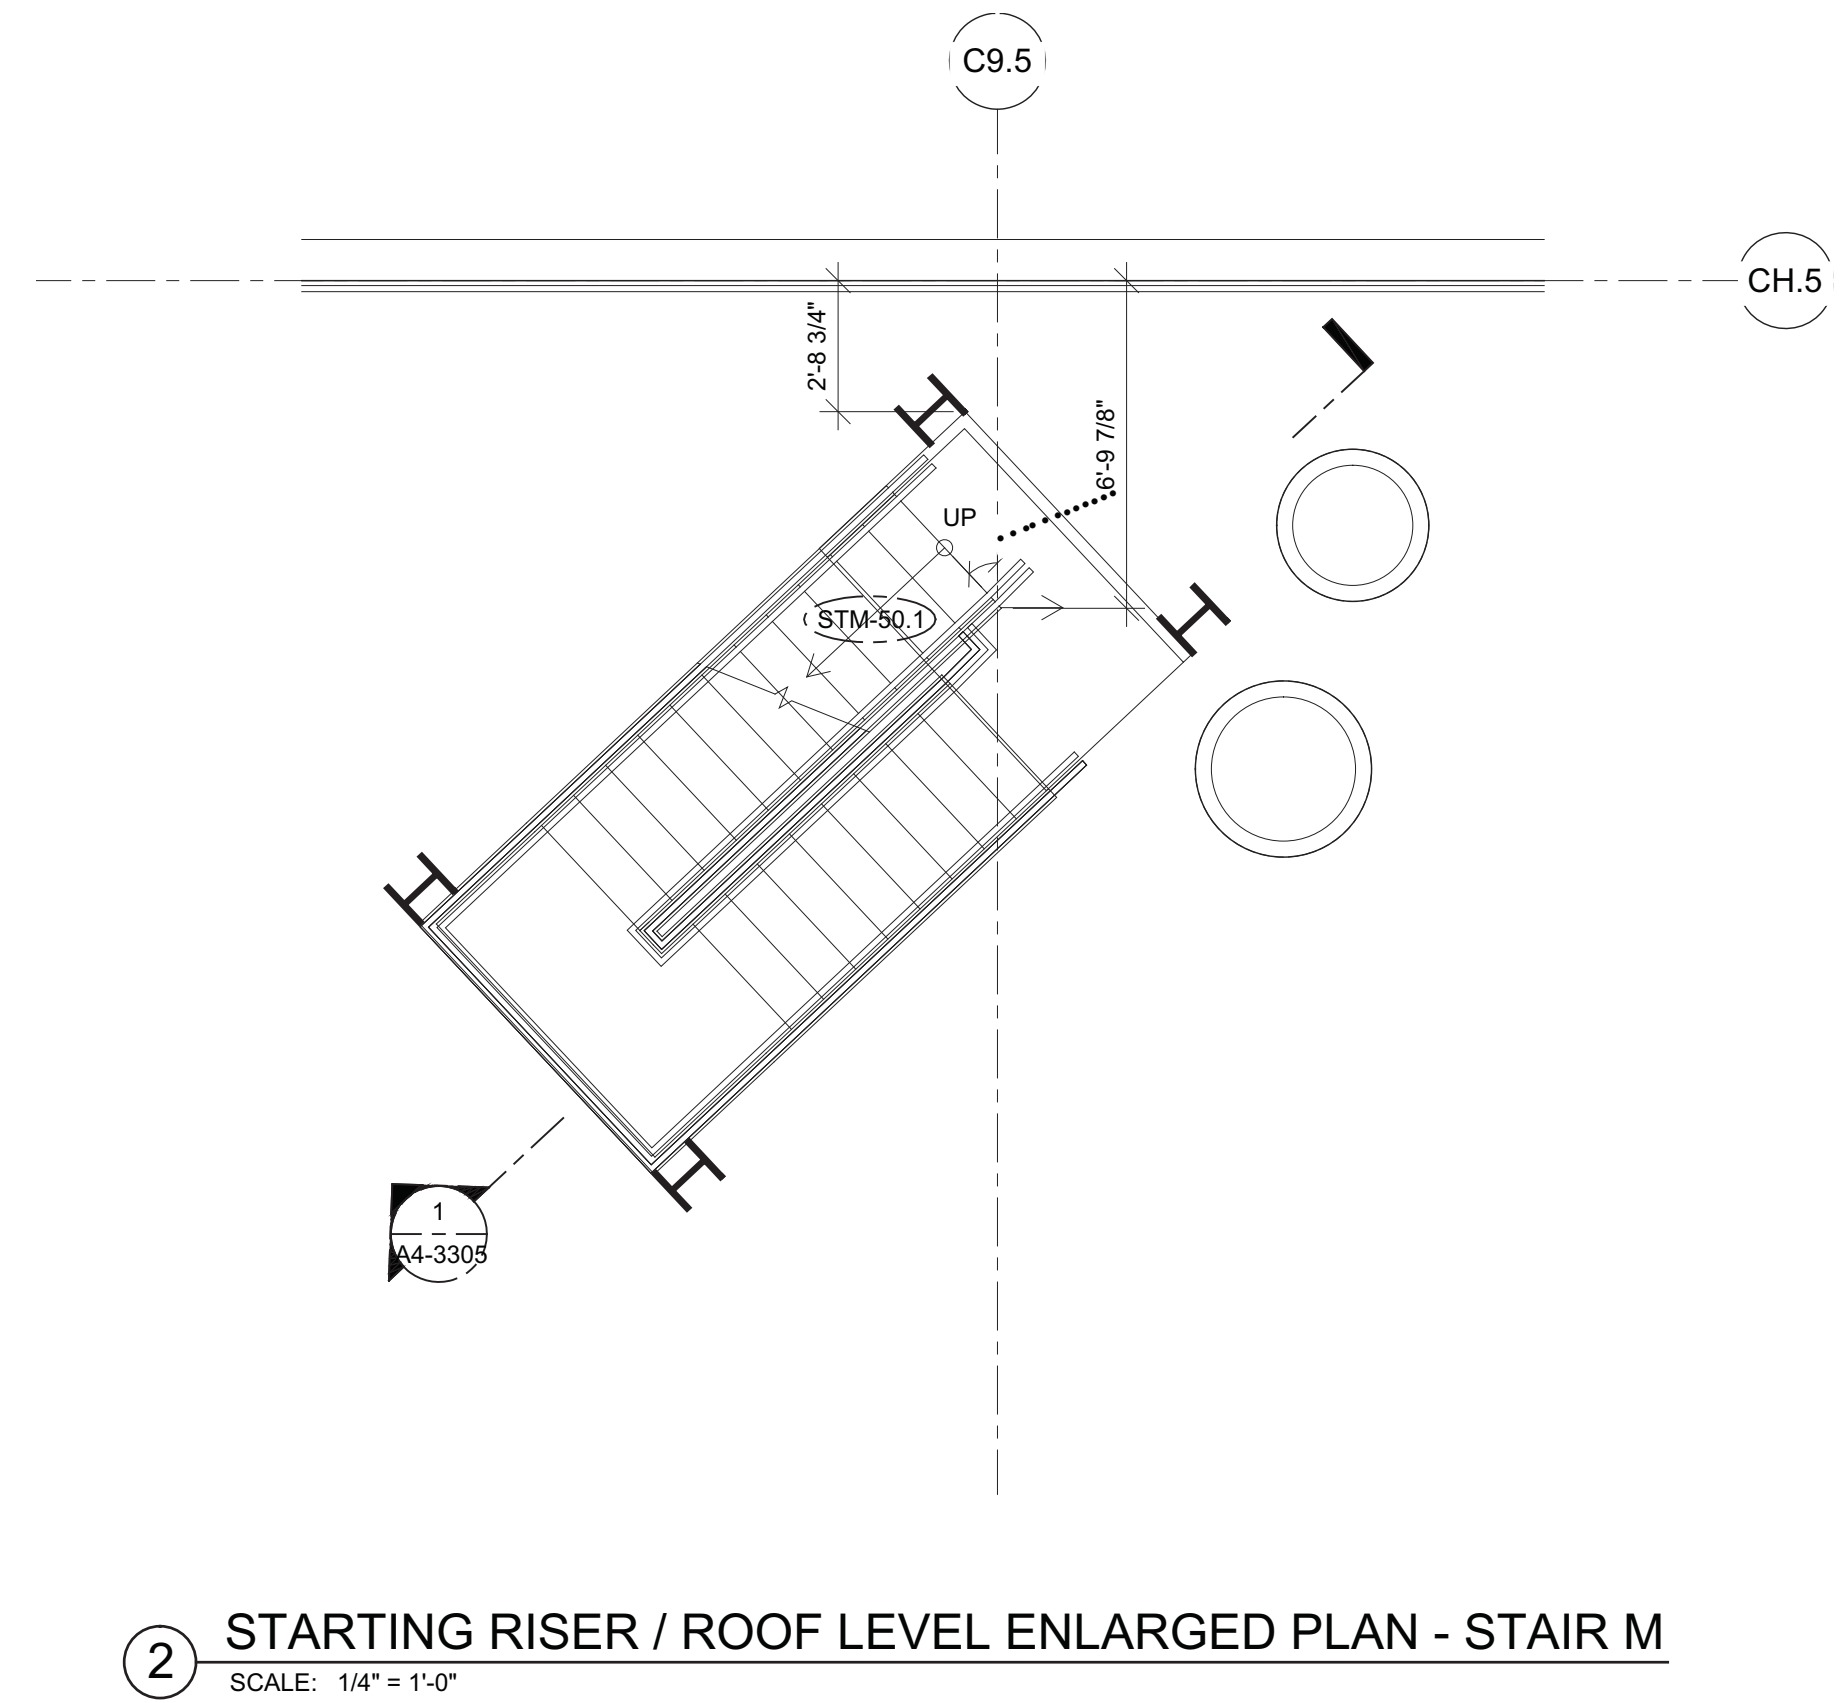 C9.5
CH.5
2'-8 3/4"
6'-9 7/8"
UP
STM-50.1
1
A4-3305
2
STARTING RISER / ROOF LEVEL ENLARGED PLAN - STAIR M
SCALE: 1/4" = 1'-0"